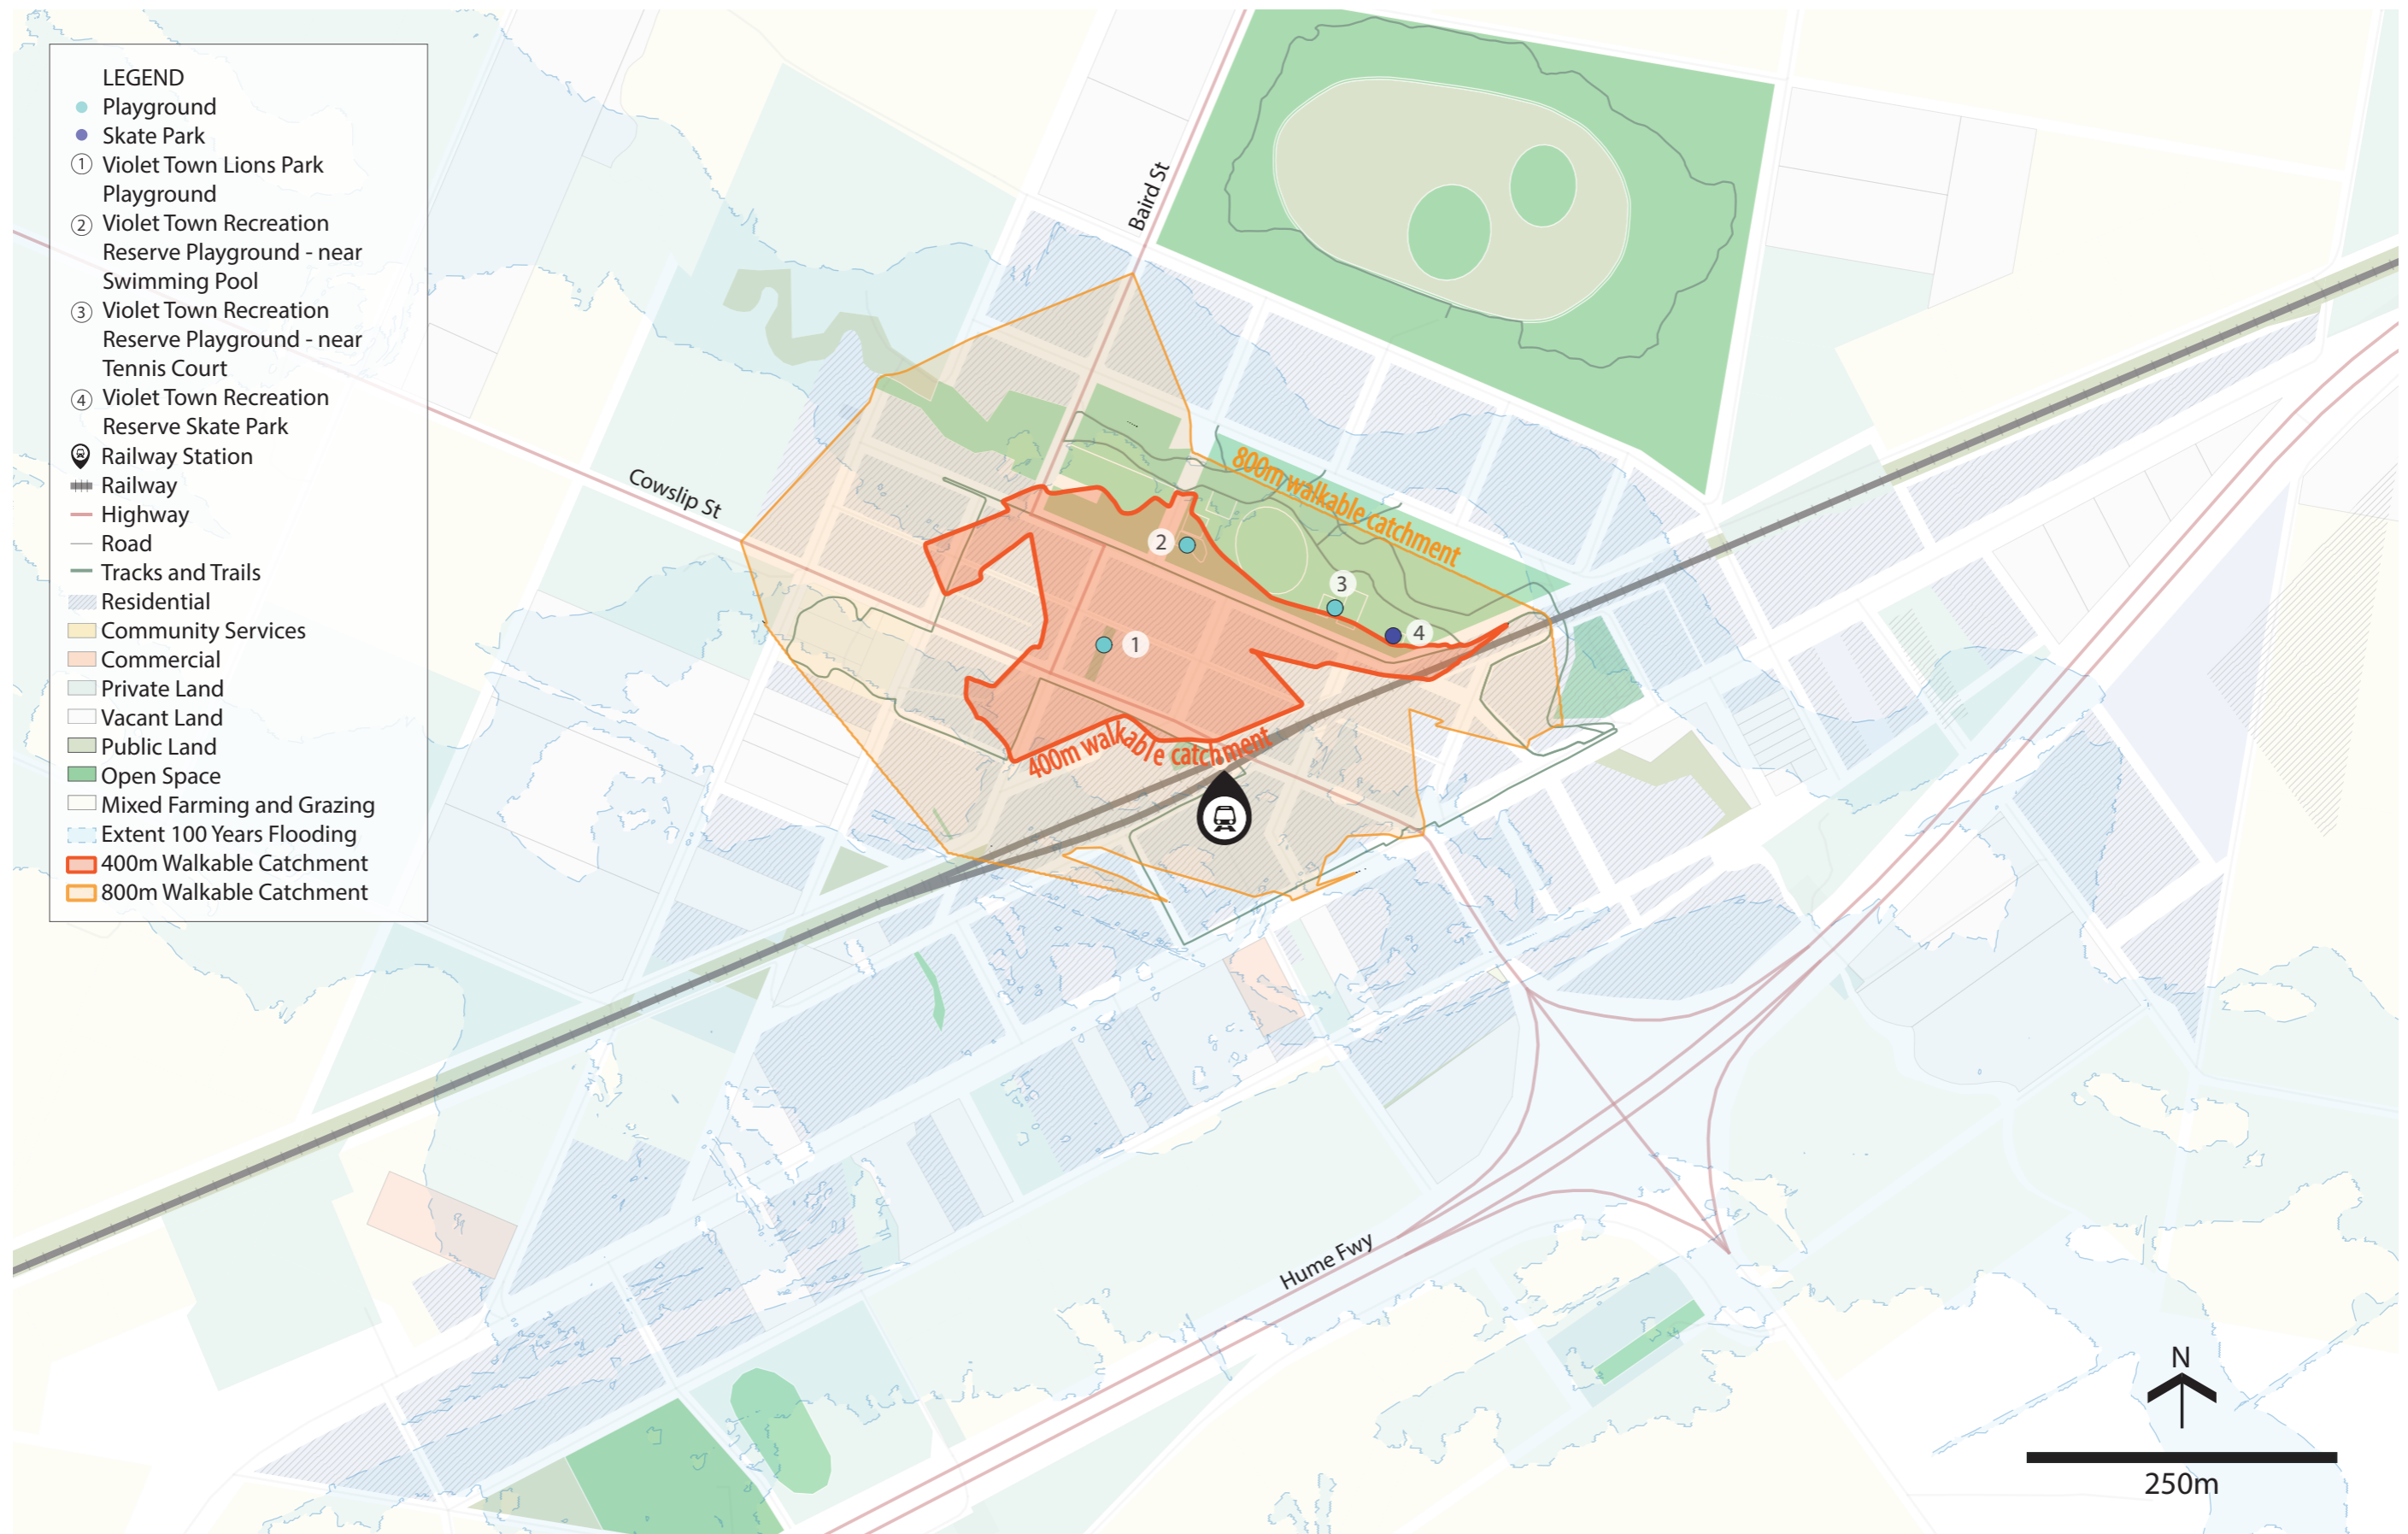 LEGEND
Playground
Skate Park
1 Violet Town Lions Park
Playground
2 Violet Town Recreation
Reserve Playground - near
Swimming Pool
3 Violet Town Recreation
Reserve Playground - near
Tennis Court
4 Violet Town Recreation
Reserve Skate Park
Railway Station
Railway
Highway
Road
Tracks and Trails
Residential
Community Services
Commercial
Private Land
Vacant Land
Public Land
Open Space
Mixed Farming and Grazing
Extent 100 Years Flooding
400m Walkable Catchment
800m Walkable Catchment
Baird St
Cowslip St
800m walkable catchment
2
3
4
1
400m walkable catchment
Hume Fwy
N
250m